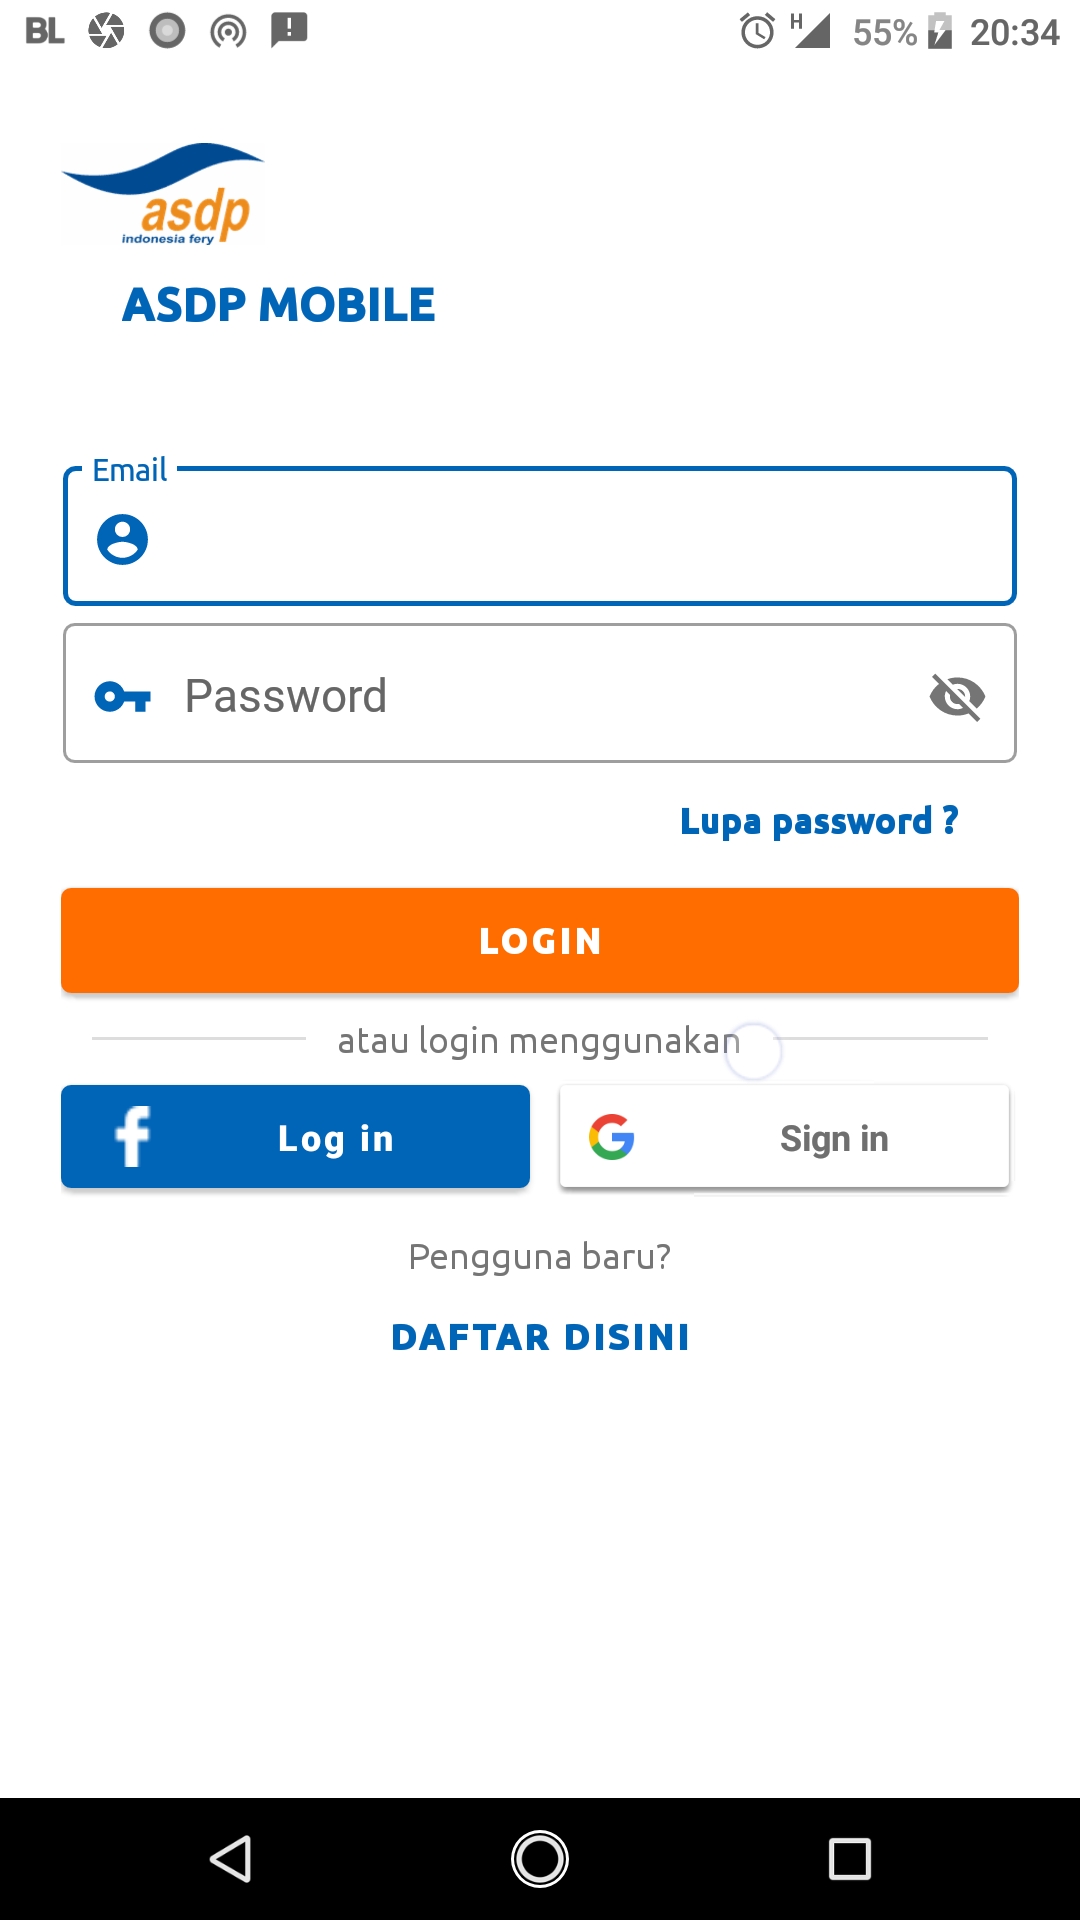 BL H 55% 20:34
asdp
indonesia fery
ASDP MOBILE
Email
Password
Lupa password ?
LOGIN
atau login menggunakan
Log in
Sign in
Pengguna baru?
DAFTAR DISINI